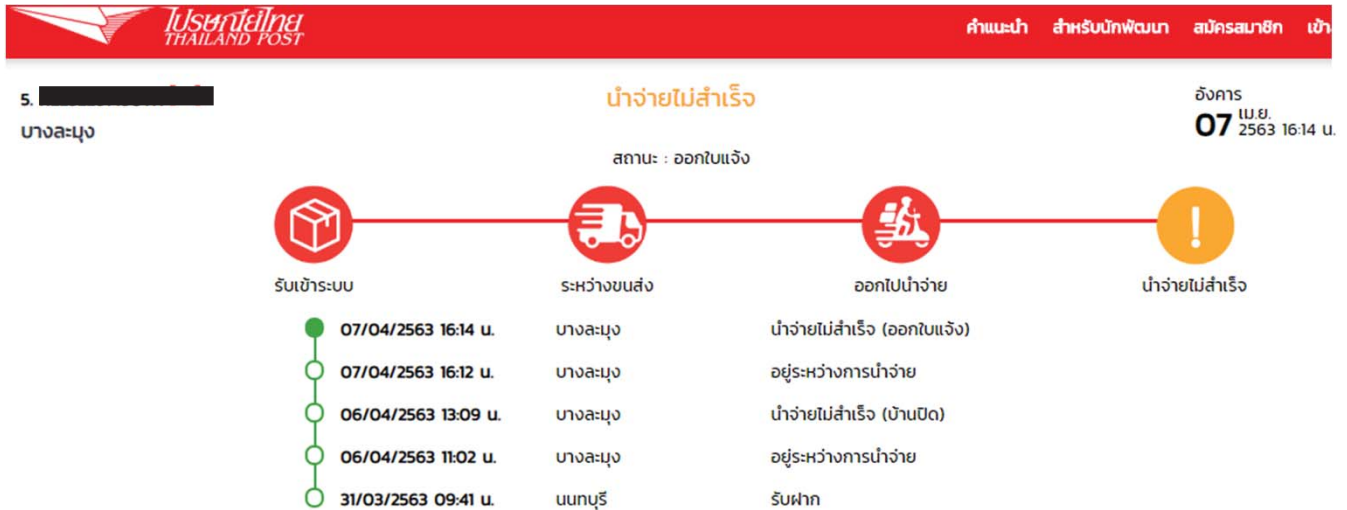 ไปรษณีย์ไทย
THAILAND POST
คำแนะนำ สำหรับนักพัฒนา สมัครสมาชิก
5.
บางละมุง
นำจ่ายไม่สำเร็จ
สถานะ : ออกใบแจ้ง
อังคาร
07 เม.ย. 2563 16:14 น.
รับเข้าระบบ ระหว่างขนส่ง ออกไปนำจ่าย นำจ่ายไม่สำเร็จ
07/04/2563 16:14 น. บางละมุง นำจ่ายไม่สำเร็จ (ออกใบแจ้ง)
07/04/2563 16:12 น. บางละมุง อยู่ระหว่างการนำจ่าย
06/04/2563 13:09 น. บางละมุง นำจ่ายไม่สำเร็จ (บ้านปิด)
06/04/2563 11:02 น. บางละมุง อยู่ระหว่างการนำจ่าย
31/03/2563 09:41 น. นนทบุรี รับฝาก